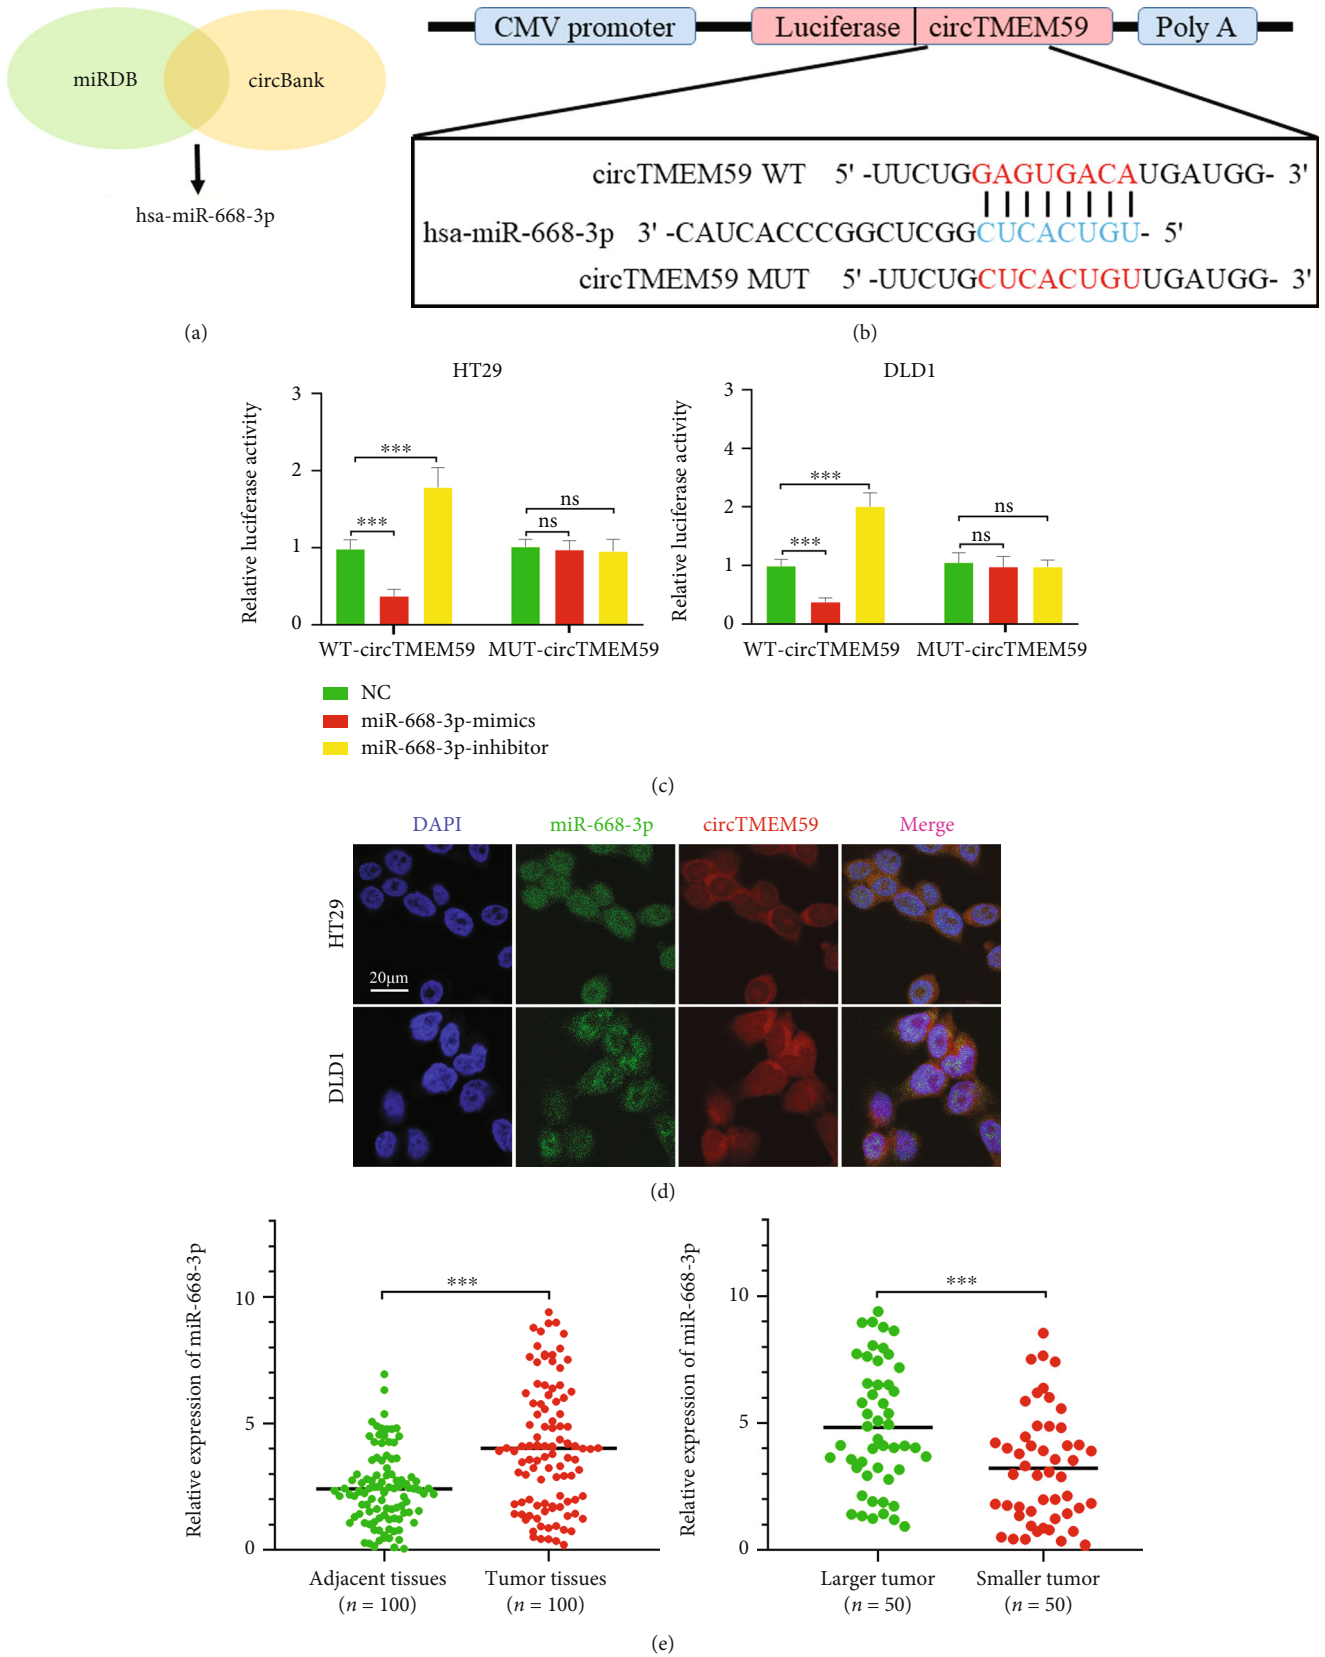 miRDB
circBank
hsa-miR-668-3p
(a)
CMV promoter
Luciferase
circTMEM59
Poly A
circTMEM59 WT 5' -UUCUGGAGUGACAUGAUGG- 3'
hsa-miR-668-3p 3' -CAUCACCCGGCUCGGCUCACUGU- 5'
circTMEM59 MUT 5' -UUCUGCUCACUGUUGAUGG- 3'
(b)
HT29
Relative luciferase activity
3
2
1
0
***
***
ns
ns
WT-circTMEM59
MUT-circTMEM59
DLD1
Relative luciferase activity
3
4
2
1
0
***
***
ns
ns
WT-circTMEM59
MUT-circTMEM59
NC
miR-668-3p-mimics
miR-668-3p-inhibitor
(c)
DAPI
miR-668-3p
circTMEM59
Merge
HT29
20μm
DLD1
(d)
Relative expression of miR-668-3p
10
5
0
***
Adjacent tissues
(n = 100)
Tumor tissues
(n = 100)
Relative expression of miR-668-3p
10
5
0
***
Larger tumor
(n = 50)
Smaller tumor
(n = 50)
(e)